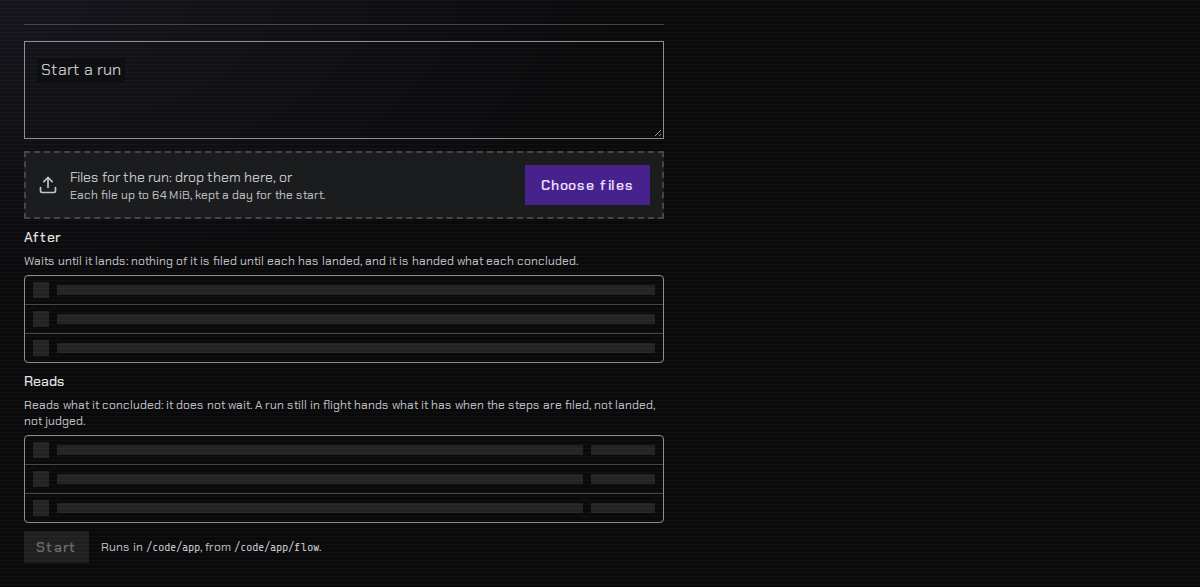 Start a run
Files for the run: drop them here, or
Each file up to 64 MiB, kept a day for the start.
Choose files
After
Waits until it lands: nothing of it is filed until each has landed, and it is handed what each concluded.
Reads
Reads what it concluded: it does not wait. A run still in flight hands what it has when the steps are filed, not landed,
not judged.
Start
Runs in /code/app, from /code/app/flow.